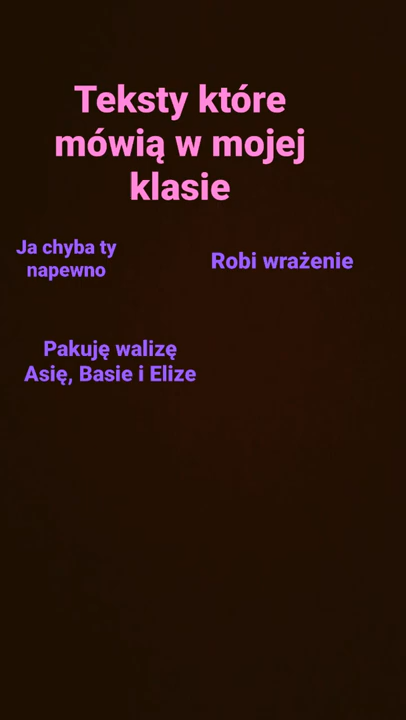 Teksty które
mówią w mojej
klasie
Ja chyba ty
napewno
Robi wrażenie
Pakuję walizę
Asię, Basie i Elize